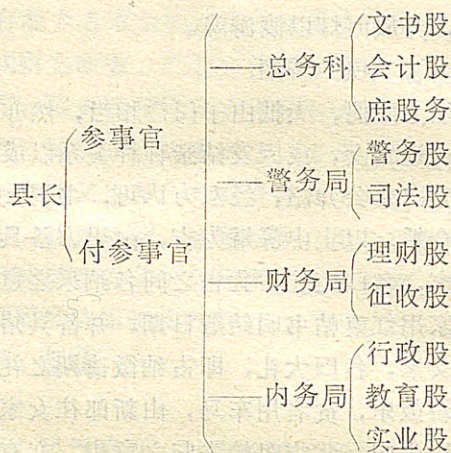 文书股
总务科 会计股
庶股务
参事官 警务股
警务局
县长 司法股
付参事官 理财股
财务局
征收股
行政股
内务局 教育股
实业股